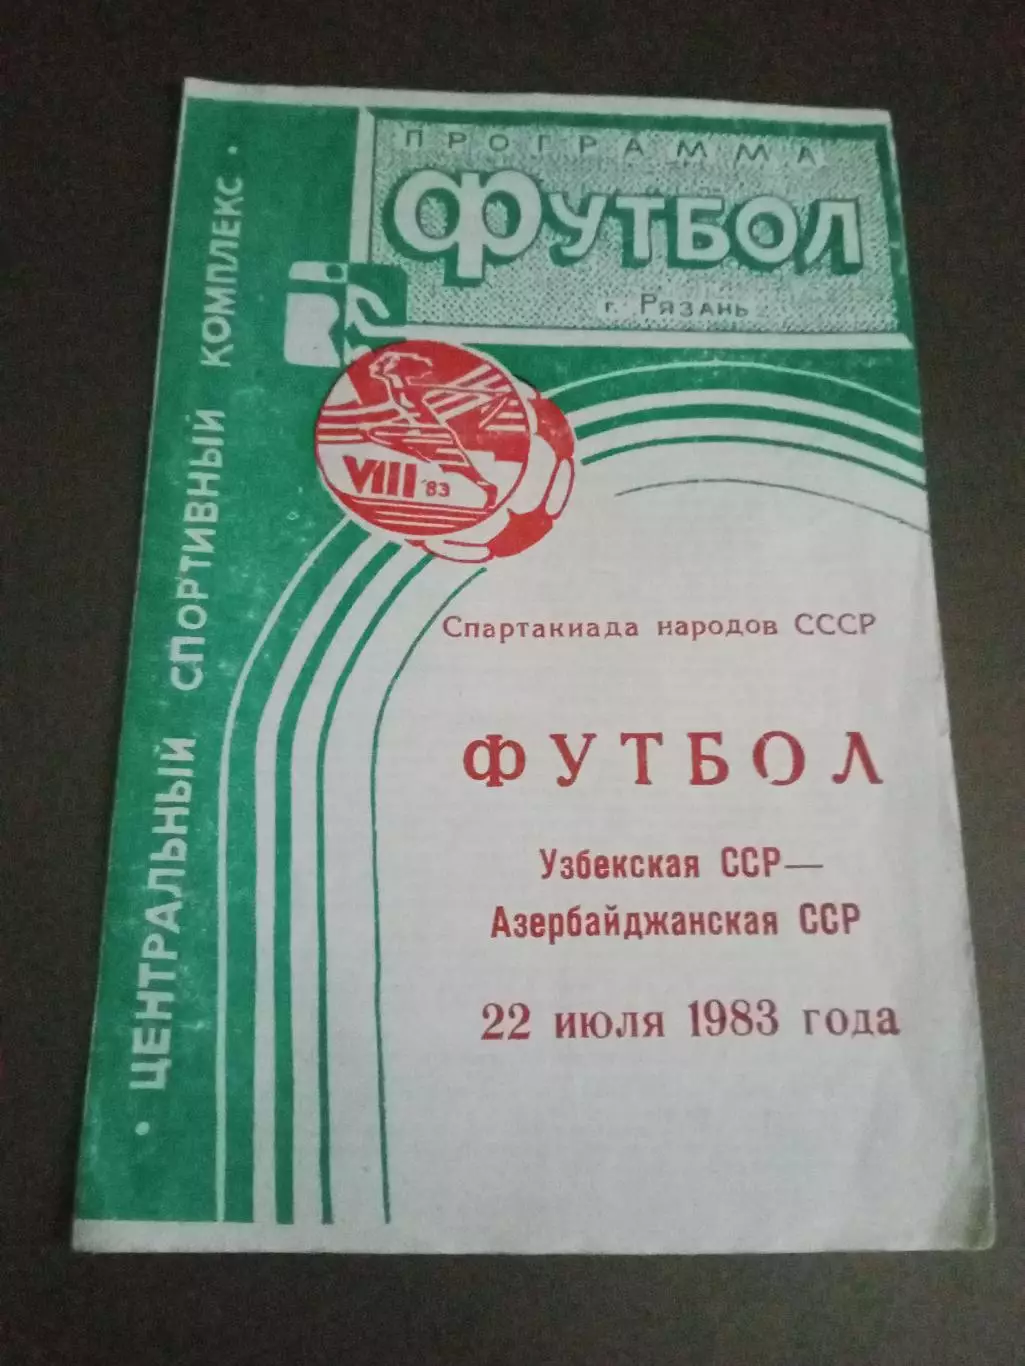 ПРОГРАММА
ФУТБОЛ
г. Рязань
• ЦЕНТРАЛЬНЫЙ СПОРТИВНЫЙ КОМПЛЕКС •
VIII '83
Спартакиада народов СССР
ФУТБОЛ
Узбекская ССР—
Азербайджанская ССР
22 июля 1983 года